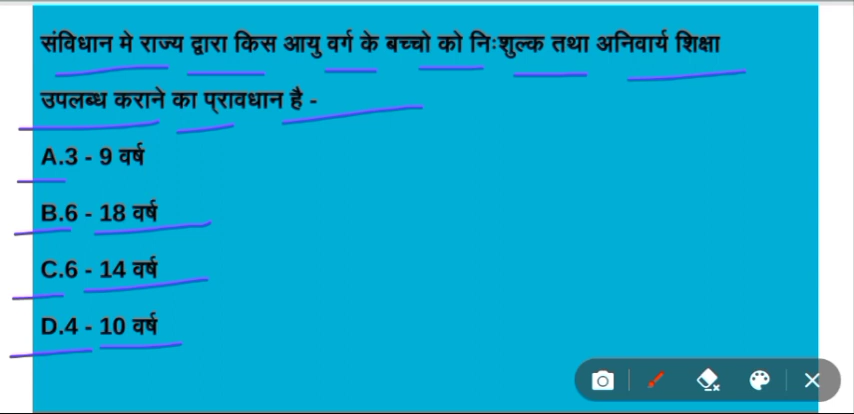 संविधान मे राज्य द्वारा किस आयु वर्ग के बच्चो को निःशुल्क तथा अनिवार्य शिक्षा
उपलब्ध कराने का प्रावधान है -
A.3 - 9 वर्ष
B.6 - 18 वर्ष
C.6 - 14 वर्ष
D.4 - 10 वर्ष